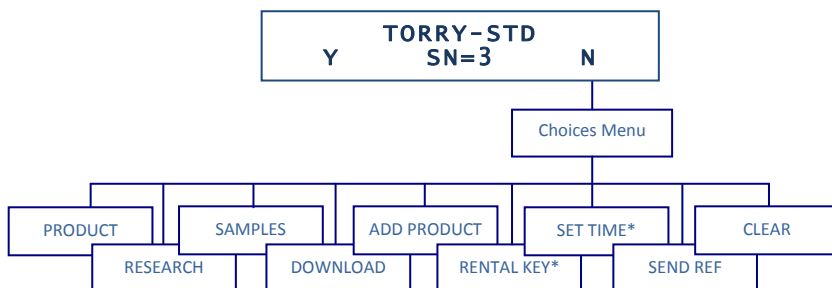 TORRY-STD
Y SN=3 N
Choices Menu
PRODUCT SAMPLES ADD PRODUCT SET TIME* CLEAR
RESEARCH DOWNLOAD RENTAL KEY* SEND REF